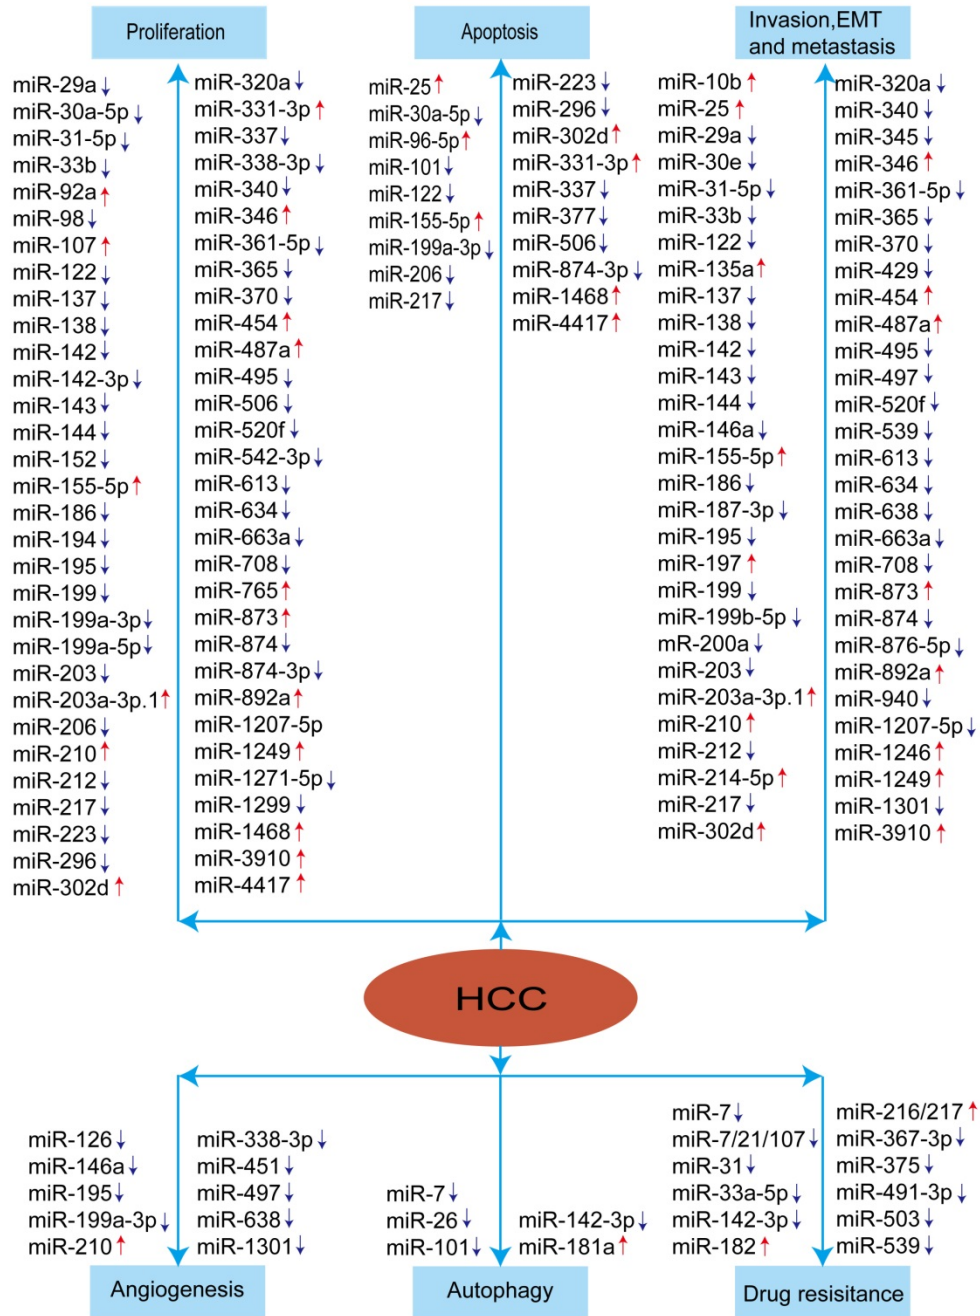 Proliferation
miR-29a↓
miR-30a-5p↓
miR-31-5p↓
miR-33b↓
miR-92a↑
miR-98↓
miR-107↑
miR-122↓
miR-137↓
miR-138↓
miR-142↓
miR-142-3p↓
miR-143↓
miR-144↓
miR-152↓
miR-155-5p↑
miR-186↓
miR-194↓
miR-195↓
miR-199↓
miR-199a-3p↓
miR-199a-5p↓
miR-203↓
miR-203a-3p.1↑
miR-206↓
miR-210↑
miR-212↓
miR-217↓
miR-223↓
miR-296↓
miR-302d↑
miR-320a↓
miR-331-3p↑
miR-337↓
miR-338-3p↓
miR-340↓
miR-346↑
miR-361-5p↓
miR-365↓
miR-370↓
miR-454↑
miR-487a↑
miR-495↓
miR-506↓
miR-520f↓
miR-542-3p↓
miR-613↓
miR-634↓
miR-663a↓
miR-708↓
miR-765↑
miR-873↑
miR-874↓
miR-874-3p↓
miR-892a↑
miR-1207-5p
miR-1249↑
miR-1271-5p↓
miR-1299↓
miR-1468↑
miR-3910↑
miR-4417↑
Apoptosis
miR-25↑
miR-30a-5p↓
miR-96-5p↑
miR-101↓
miR-122↓
miR-155-5p↑
miR-199a-3p↓
miR-206↓
miR-217↓
miR-223↓
miR-296↓
miR-302d↑
miR-331-3p↑
miR-337↓
miR-377↓
miR-506↓
miR-874-3p↓
miR-1468↑
miR-4417↑
Invasion,EMT
and metastasis
miR-10b↑
miR-25↑
miR-29a↓
miR-30e↓
miR-31-5p↓
miR-33b↓
miR-122↓
miR-135a↑
miR-137↓
miR-138↓
miR-142↓
miR-143↓
miR-144↓
miR-146a↓
miR-155-5p↑
miR-186↓
miR-187-3p↓
miR-195↓
miR-197↑
miR-199↓
miR-199b-5p↓
mR-200a↓
miR-203↓
miR-203a-3p.1↑
miR-210↑
miR-212↓
miR-214-5p↑
miR-217↓
miR-302d↑
miR-320a↓
miR-340↓
miR-345↓
miR-346↑
miR-361-5p↓
miR-365↓
miR-370↓
miR-429↓
miR-454↑
miR-487a↑
miR-495↓
miR-497↓
miR-520f↓
miR-539↓
miR-613↓
miR-634↓
miR-638↓
miR-663a↓
miR-708↓
miR-873↑
miR-874↓
miR-876-5p↓
miR-892a↑
miR-940↓
miR-1207-5p↓
miR-1246↑
miR-1249↑
miR-1301↓
miR-3910↑
HCC
miR-126↓
miR-146a↓
miR-195↓
miR-199a-3p↓
miR-210↑
miR-338-3p↓
miR-451↓
miR-497↓
miR-638↓
miR-1301↓
Angiogenesis
miR-7↓
miR-26↓
miR-101↓
miR-142-3p↓
miR-181a↑
Autophagy
miR-7↓
miR-7/21/107↓
miR-31↓
miR-33a-5p↓
miR-142-3p↓
miR-182↑
miR-216/217↑
miR-367-3p↓
miR-375↓
miR-491-3p↓
miR-503↓
miR-539↓
Drug resisitance